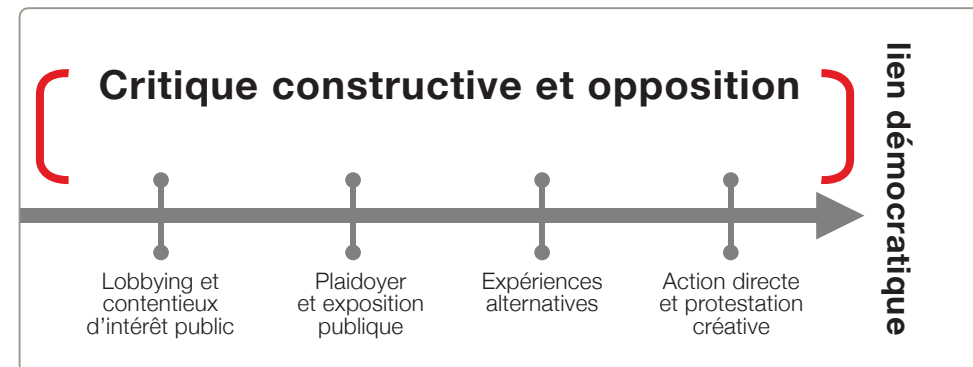 Critique constructive et opposition
Lobbying et
contentieux
d’intérêt public
Plaidoyer
et exposition
publique
Expériences
alternatives
Action directe
et protestation
créative
lien démocratique